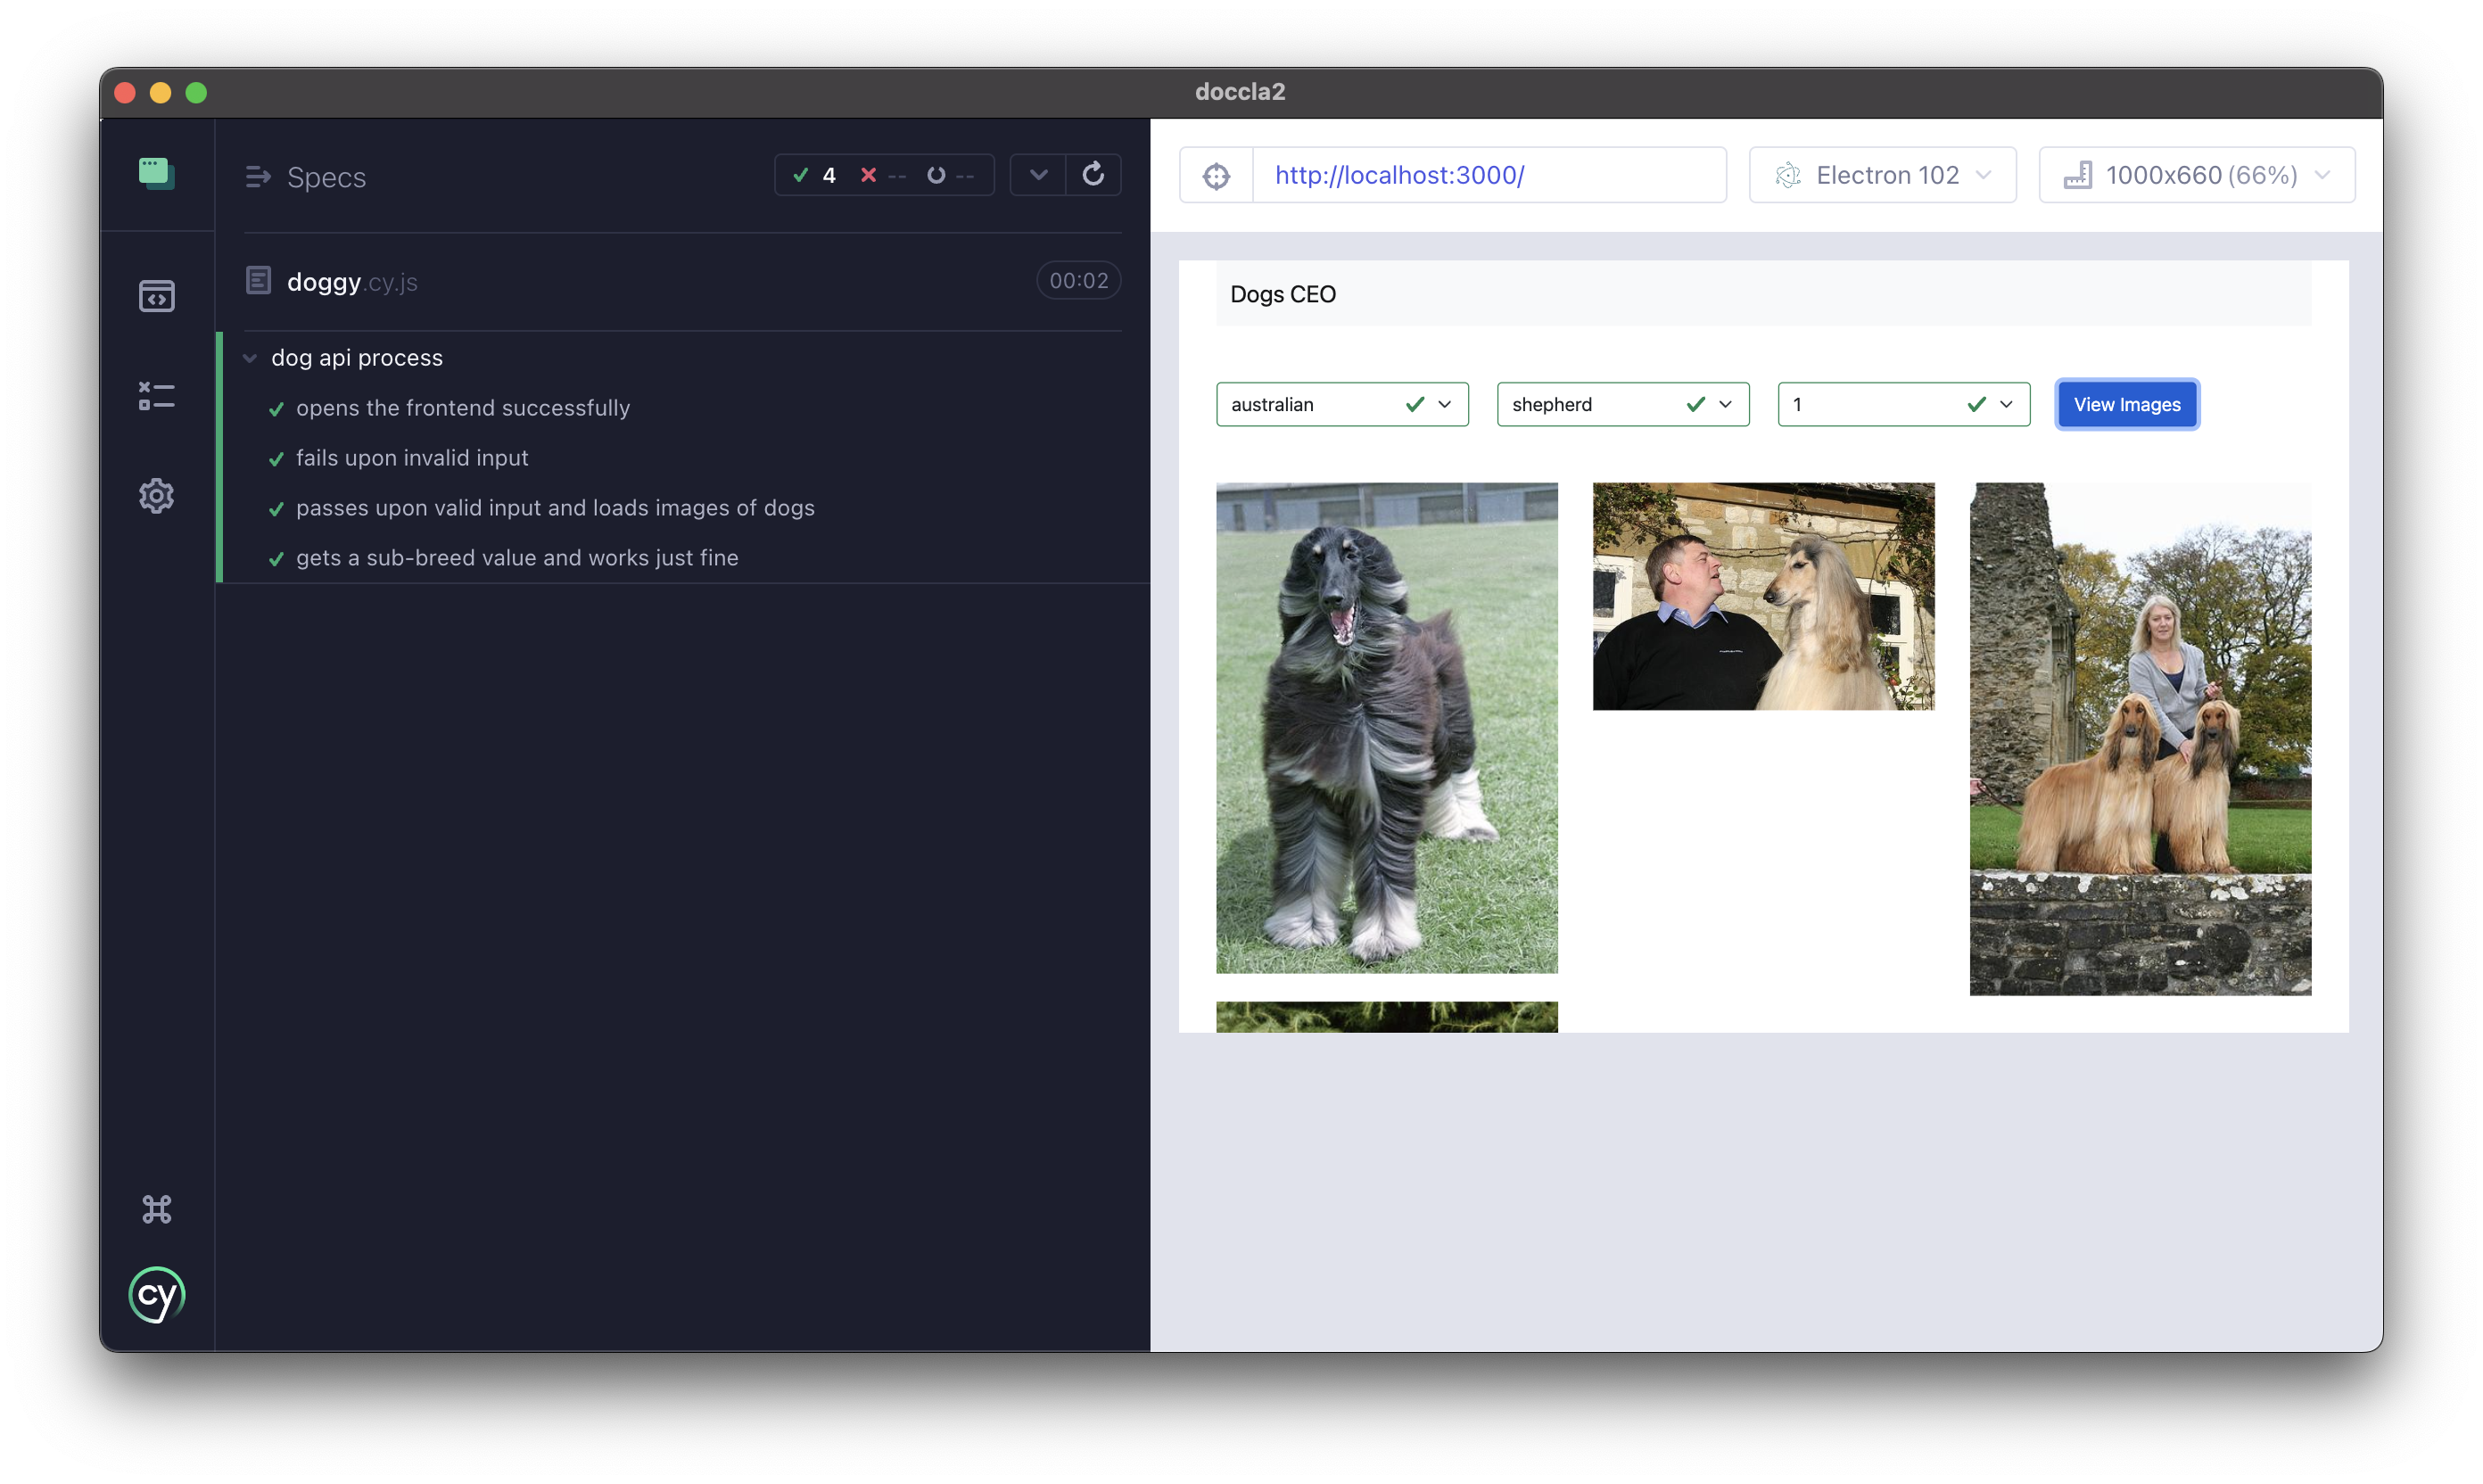 doccla2
Specs
4 -- --
doggy.cy.js
00:02
dog api process
opens the frontend successfully
fails upon invalid input
passes upon valid input and loads images of dogs
gets a sub-breed value and works just fine
cy
http://localhost:3000/
Electron 102
1000x660 (66%)
Dogs CEO
australian
shepherd
1
View Images